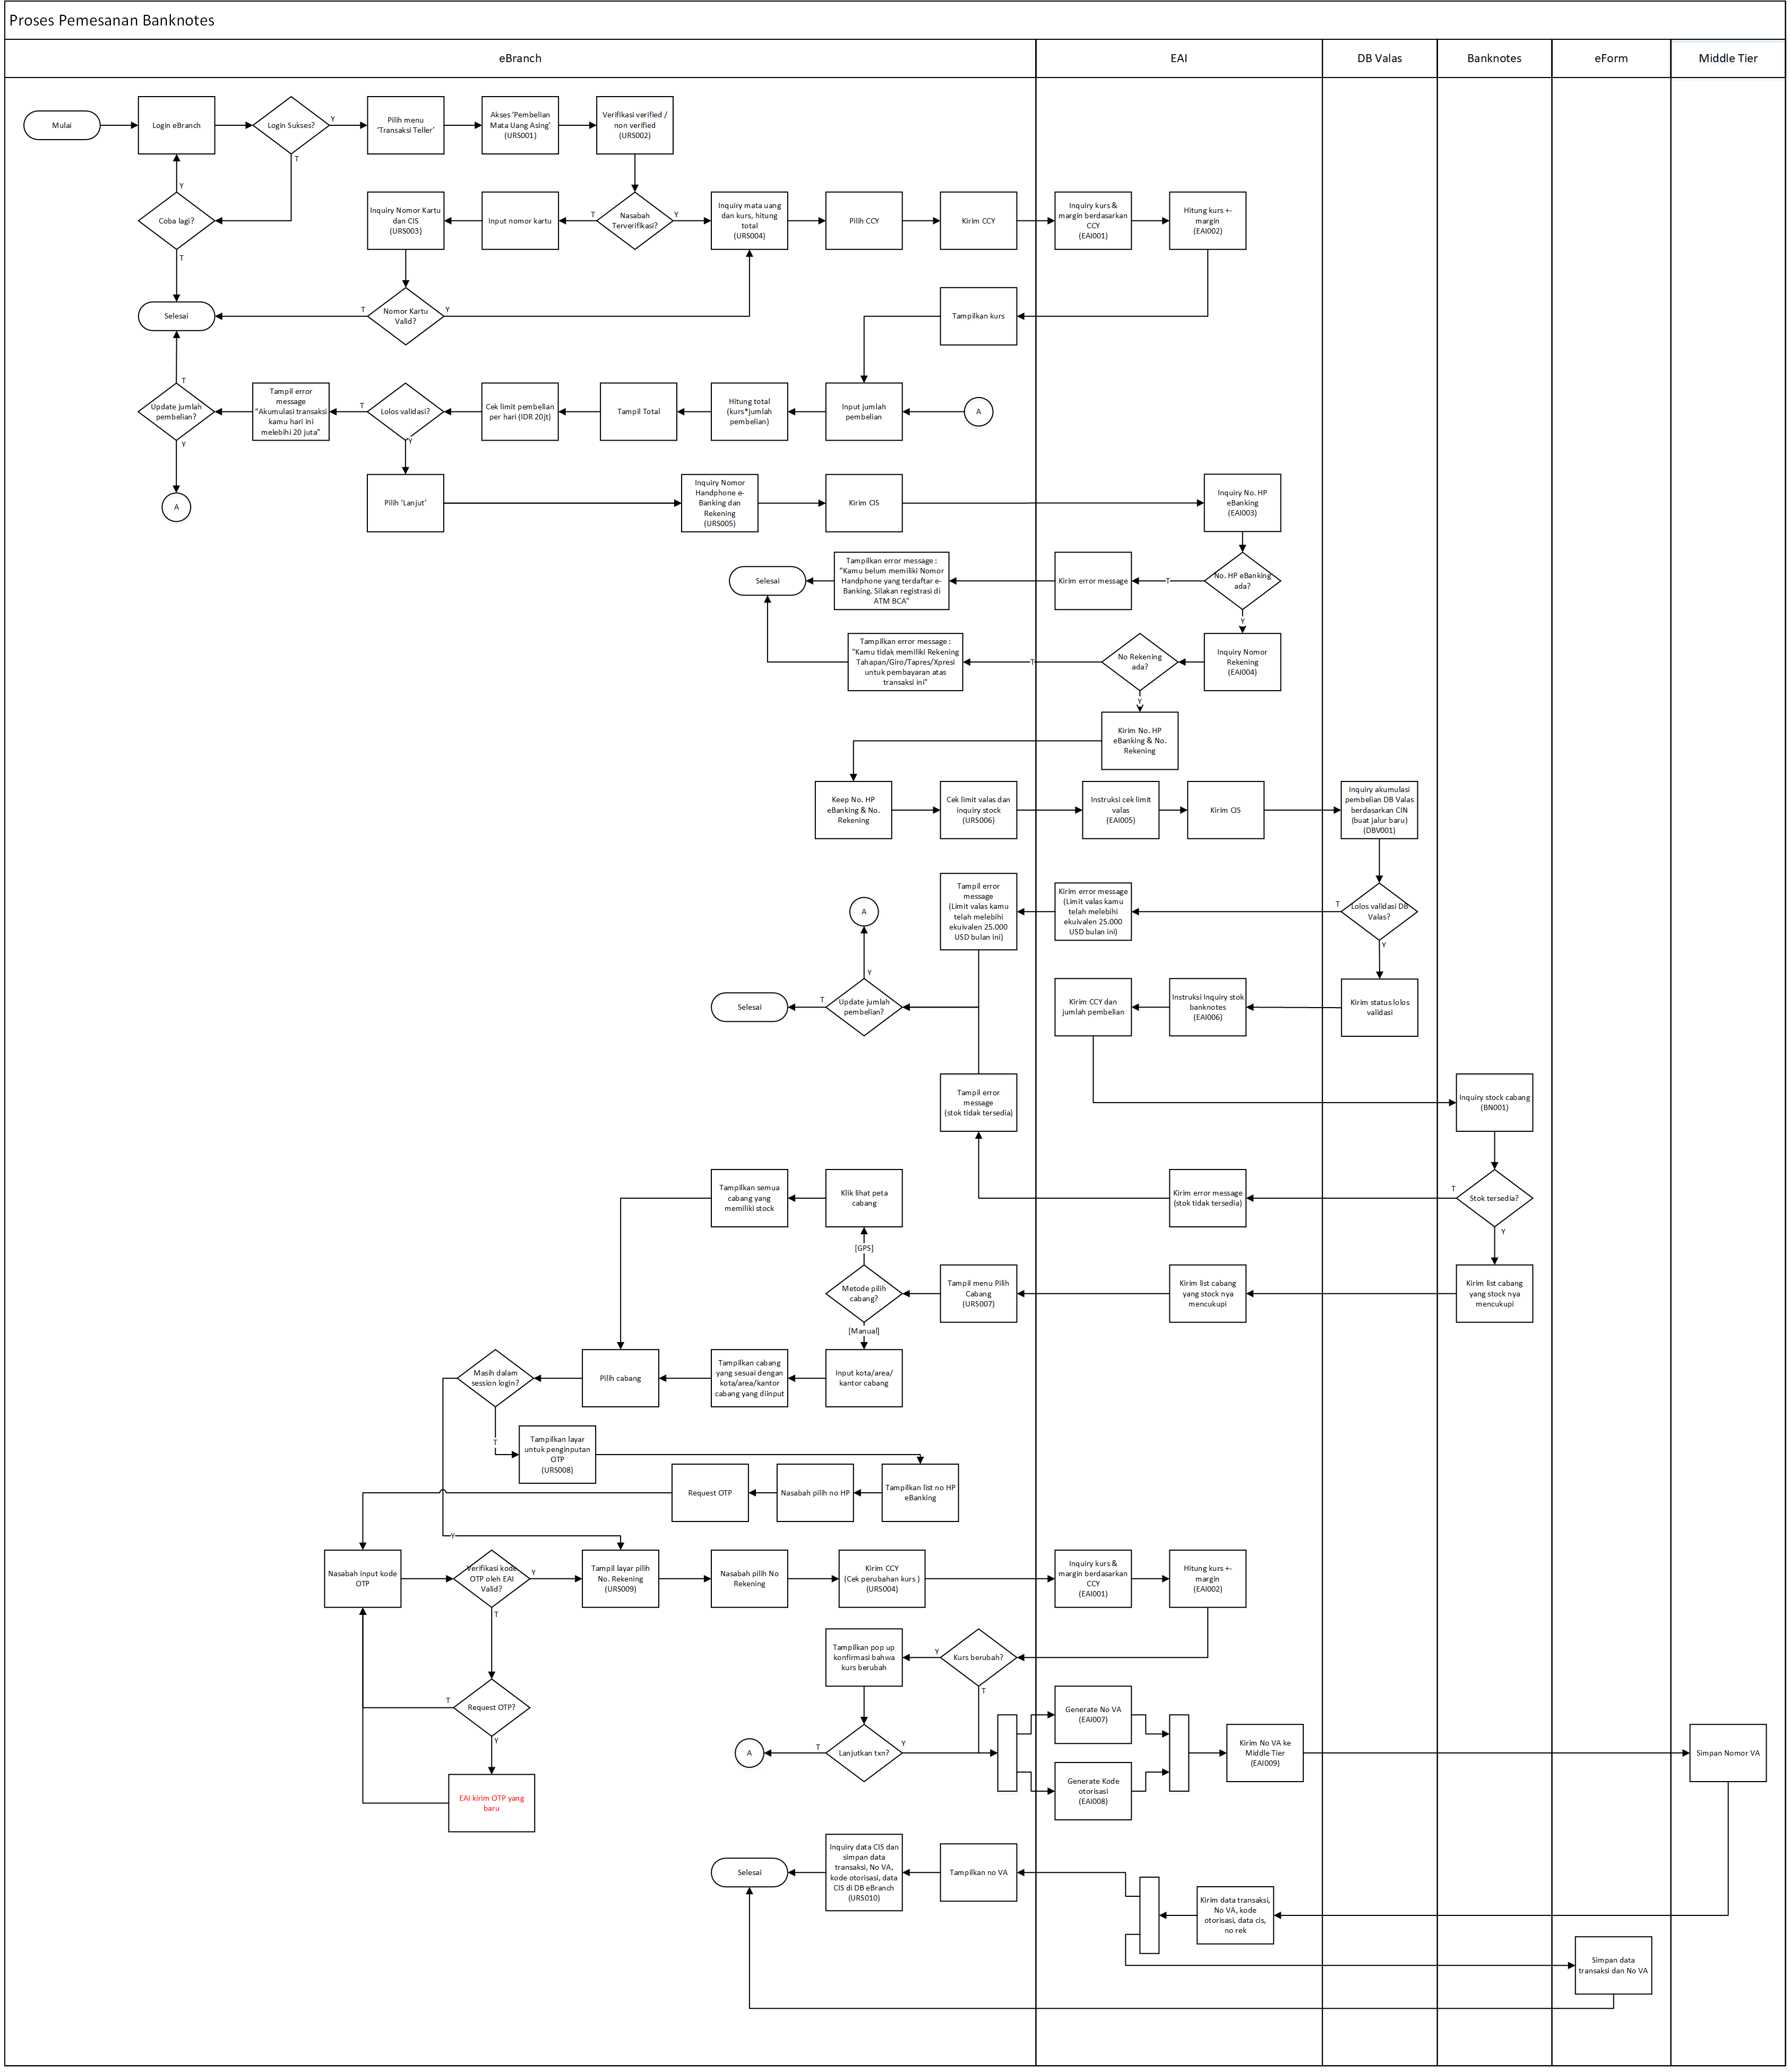 Proses Pemesanan Banknotes
eBranch
EAI
DB Valas
Banknotes
eForm
Middle Tier
Mulai
Login eBranch
Login Sukses?
Y
T
Pilih menu
‘Transaksi Teller’
Akses ‘Pembelian
Mata Uang Asing’
(URS001)
Verifikasi verified /
non verified
(URS002)
Coba lagi?
Y
T
Inquiry Nomor Kartu
dan CIS
(URS003)
Input nomor kartu
T
Nasabah
Terverifikasi?
Y
Inquiry mata uang
dan kurs, hitung
total
(URS004)
Pilih CCY
Kirim CCY
Inquiry kurs &
margin berdasarkan
CCY
(EAI001)
Hitung kurs +-
margin
(EAI002)
Selesai
T
Nomor Kartu
Valid?
Y
Tampilkan kurs
T
Update jumlah
pembelian?
Y
Tampil error
message
“Akumulasi transaksi
kamu hari ini
melebihi 20 juta”
T
Lolos validasi?
Y
Cek limit pembelian
per hari (IDR 20jt)
Tampil Total
Hitung total
(kurs*jumlah
pembelian)
Input jumlah
pembelian
A
A
Pilih ‘Lanjut’
Inquiry Nomor
Handphone e-
Banking dan
Rekening
(URS005)
Kirim CIS
Inquiry No. HP
eBanking
(EAI003)
Selesai
Tampilkan error message :
“Kamu belum memiliki Nomor
Handphone yang terdaftar e-
Banking. Silakan registrasi di
ATM BCA"
Kirim error message
T
No. HP eBanking
ada?
Y
Tampilkan error message :
"Kamu tidak memiliki Rekening
Tahapan/Giro/Tapres/Xpresi
untuk pembayaran atas
transaksi ini"
T
No Rekening
ada?
Y
Inquiry Nomor
Rekening
(EAI004)
Kirim No. HP
eBanking & No.
Rekening
Keep No. HP
eBanking & No.
Rekening
Cek limit valas dan
inquiry stock
(URS006)
Instruksi cek limit
valas
(EAI005)
Kirim CIS
Inquiry akumulasi
pembelian DB Valas
berdasarkan CIN
(buat jalur baru)
(DBV001)
A
Tampil error
message
(Limit valas kamu
telah melebihi
ekuivalen 25.000
USD bulan ini)
Kirim error message
(Limit valas kamu
telah melebihi
ekuivalen 25.000
USD bulan ini)
T
Lolos validasi DB
Valas?
Y
Selesai
T
Update jumlah
pembelian?
Y
Kirim CCY dan
jumlah pembelian
Instruksi Inquiry stok
banknotes
(EAI006)
Kirim status lolos
validasi
Tampil error
message
(stok tidak tersedia)
Inquiry stock cabang
(BN001)
Tampilkan semua
cabang yang
memiliki stock
Klik lihat peta
cabang
Kirim error message
(stok tidak tersedia)
T
Stok tersedia?
Y
[GPS]
Metode pilih
cabang?
[Manual]
Tampil menu Pilih
Cabang
(URS007)
Kirim list cabang
yang stock nya
mencukupi
Kirim list cabang
yang stock nya
mencukupi
Masih dalam
session login?
Pilih cabang
Tampilkan cabang
yang sesuai dengan
kota/area/kantor
cabang yang diinput
Input kota/area/
kantor cabang
T
Tampilkan layar
untuk penginputan
OTP
(URS008)
Request OTP
Nasabah pilih no HP
Tampilkan list no HP
eBanking
Y
Nasabah input kode
OTP
Verifikasi kode
OTP oleh EAI
Valid?
Y
T
Tampil layar pilih
No. Rekening
(URS009)
Nasabah pilih No
Rekening
Kirim CCY
(Cek perubahan kurs )
(URS004)
Inquiry kurs &
margin berdasarkan
CCY
(EAI001)
Hitung kurs +-
margin
(EAI002)
Tampilkan pop up
konfirmasi bahwa
kurs berubah
Y
Kurs berubah?
T
T
Request OTP?
Y
A
T
Lanjutkan txn?
Y
Generate No VA
(EAI007)
Generate Kode
otorisasi
(EAI008)
Kirim No VA ke
Middle Tier
(EAI009)
Simpan Nomor VA
EAI kirim OTP yang
baru
Selesai
Inquiry data CIS dan
simpan data
transaksi, No VA,
kode otorisasi, data
CIS di DB eBranch
(URS010)
Tampilkan no VA
Kirim data transaksi,
No VA, kode
otorisasi, data cis,
no rek
Simpan data
transaksi dan No VA